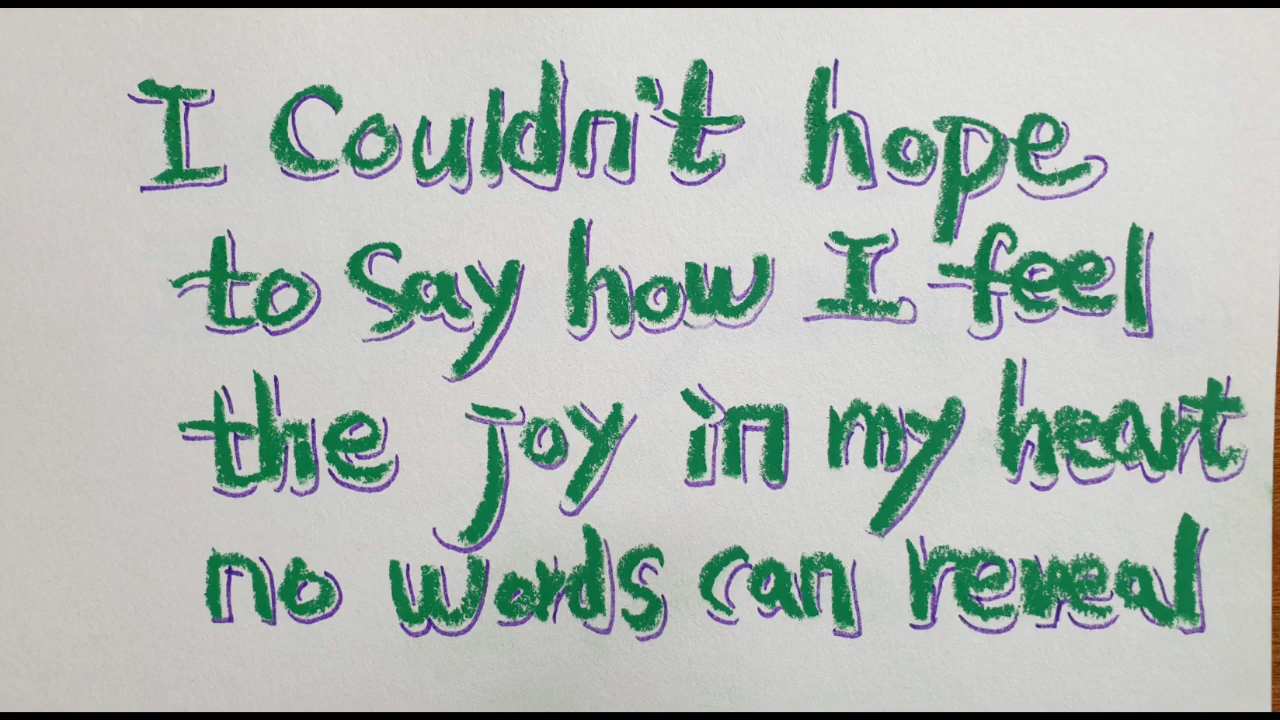 I Couldn't hope
to say how I feel
the joy in my heart
no words can reveal